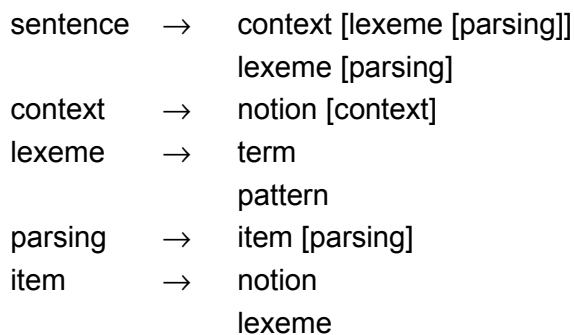 sentence → context [lexeme [parsing]]
lexeme [parsing]
context → notion [context]
lexeme → term
pattern
parsing → item [parsing]
item → notion
lexeme